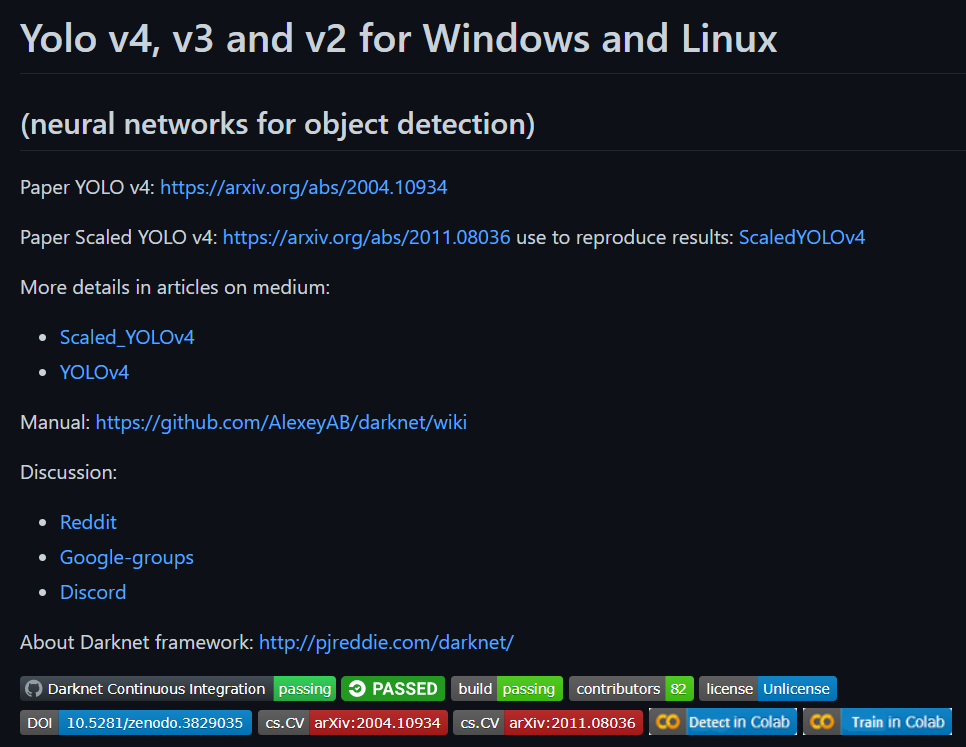 Yolo v4, v3 and v2 for Windows and Linux
(neural networks for object detection)
Paper YOLO v4: https://arxiv.org/abs/2004.10934
Paper Scaled YOLO v4: https://arxiv.org/abs/2011.08036 use to reproduce results: ScaledYOLOv4
More details in articles on medium:
Scaled_YOLOv4
YOLOv4
Manual: https://github.com/AlexeyAB/darknet/wiki
Discussion:
Reddit
Google-groups
Discord
About Darknet framework: http://pjreddie.com/darknet/
Darknet Continuous Integration passing PASSED build passing contributors 82 license Unlicense
DOI 10.5281/zenodo.3829035 cs.CV arXiv:2004.10934 cs.CV arXiv:2011.08036 Detect in Colab Train in Colab